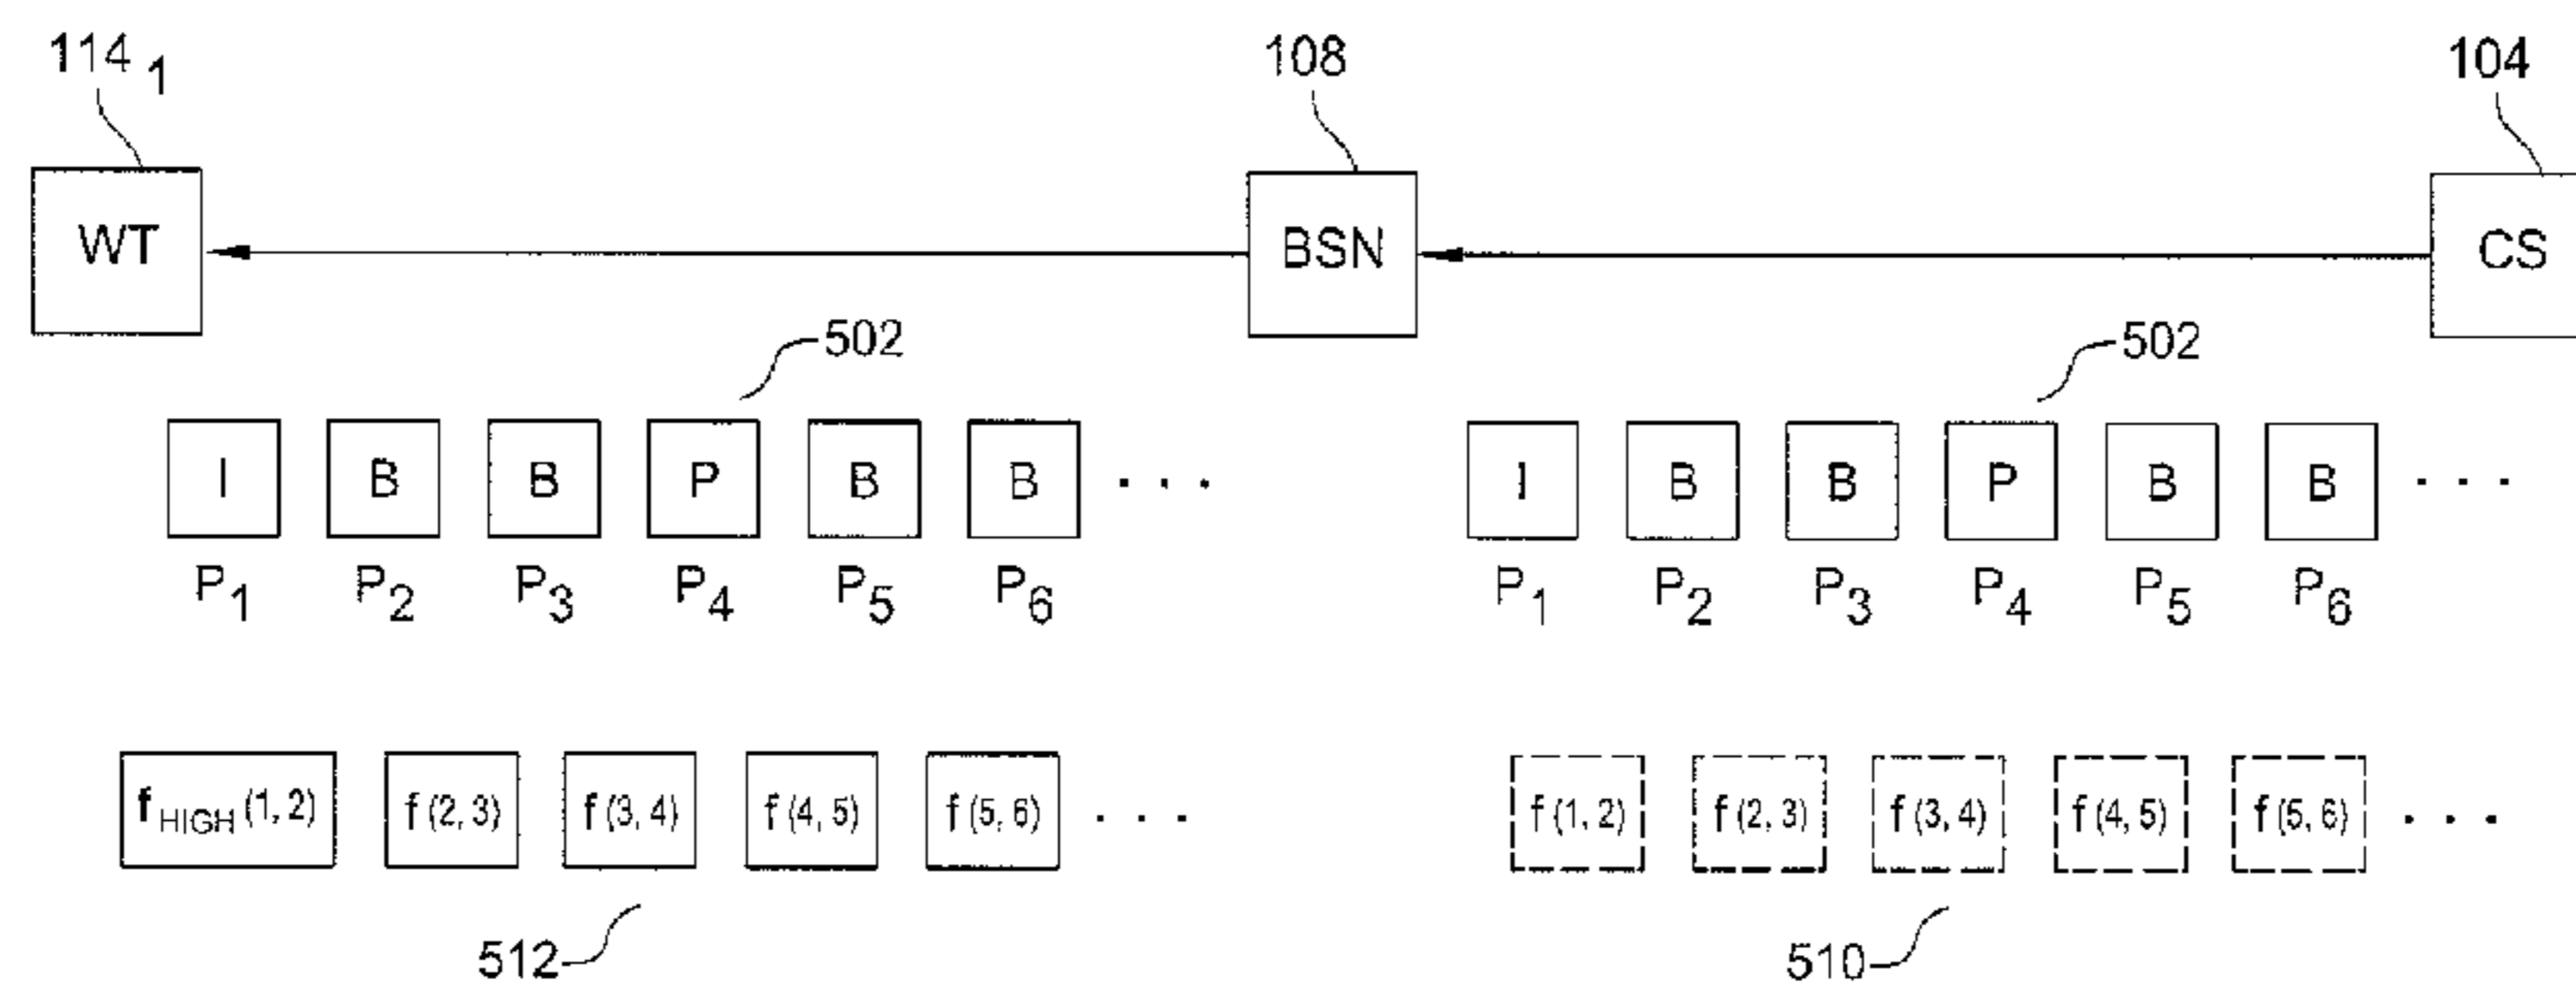 114 1 108 104
WT BSN CS
502 502
I B B P B B · · · I B B P B B · · ·
P1 P2 P3 P4 P5 P6 P1 P2 P3 P4 P5 P6
f HIGH (1, 2) f (2, 3) f (3, 4) f (4, 5) f (5, 6) · · · f (1, 2) f (2, 3) f (3, 4) f (4, 5) f (5, 6) · · ·
512 510